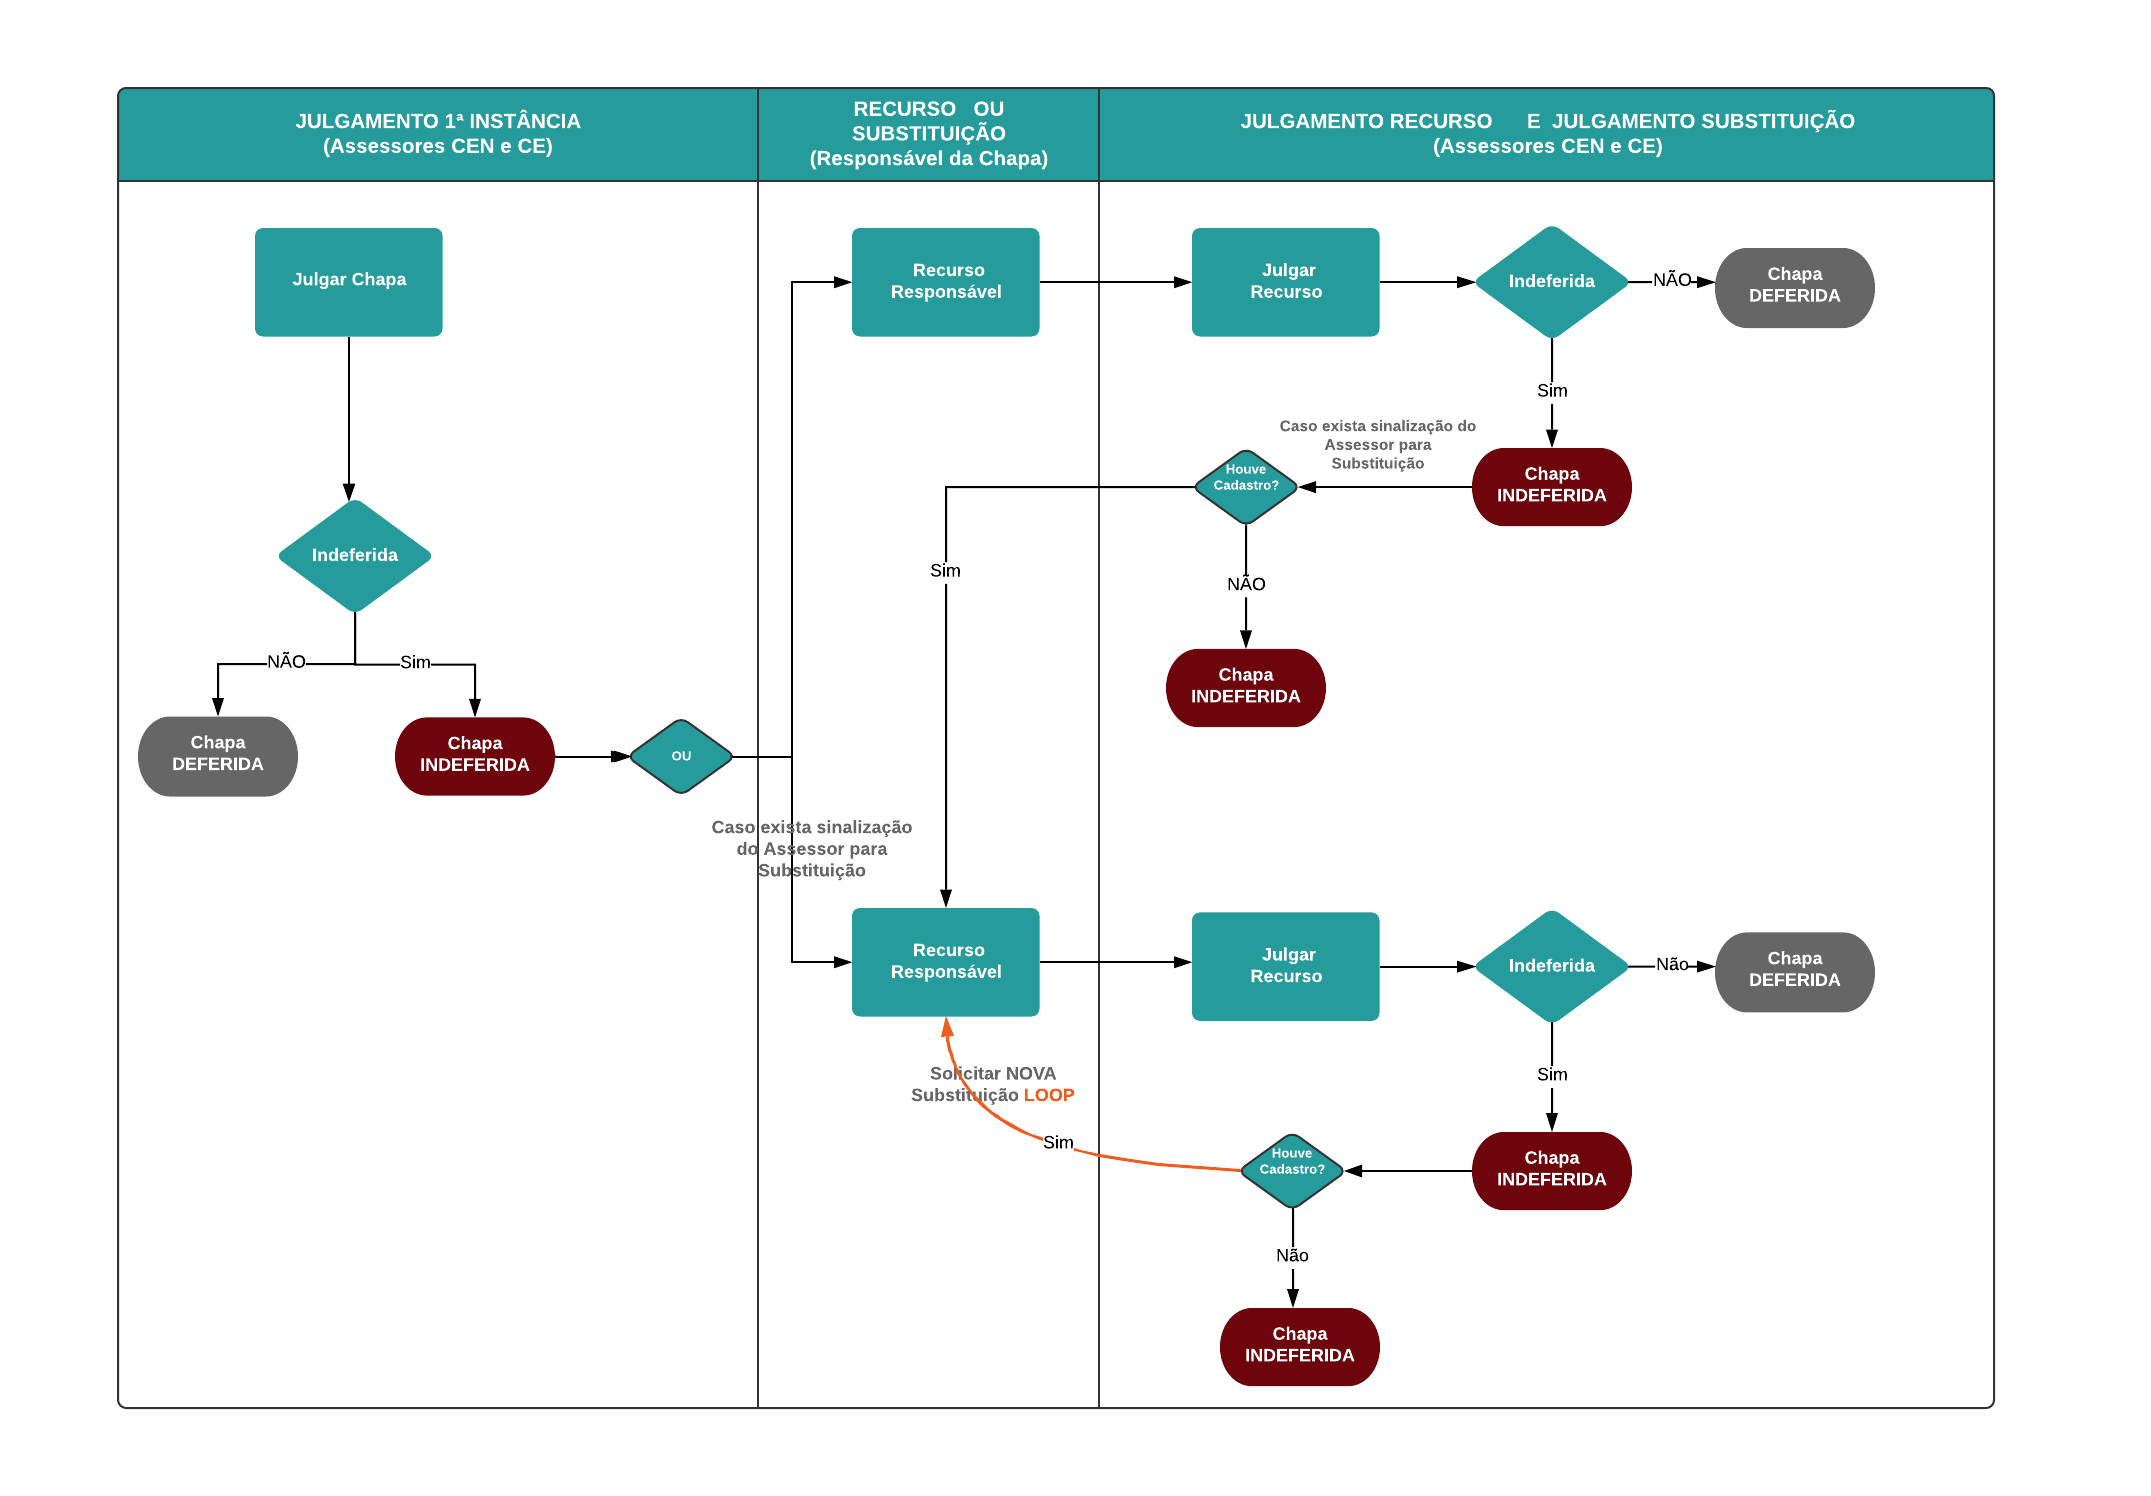 JULGAMENTO 1ª INSTÂNCIA
(Assessores CEN e CE)
RECURSO OU
SUBSTITUIÇÃO
(Responsável da Chapa)
JULGAMENTO RECURSO E JULGAMENTO SUBSTITUIÇÃO
(Assessores CEN e CE)
Julgar Chapa
Indeferida
NÃO
Sim
Chapa
DEFERIDA
Chapa
INDEFERIDA
OU
Caso exista sinalização
do Assessor para
Substituição
Recurso
Responsável
Julgar
Recurso
Indeferida
NÃO
Chapa
DEFERIDA
Sim
Chapa
INDEFERIDA
Caso exista sinalização do
Assessor para
Substituição
Houve
Cadastro?
Sim
NÃO
Chapa
INDEFERIDA
Recurso
Responsável
Julgar
Recurso
Indeferida
Não
Chapa
DEFERIDA
Sim
Chapa
INDEFERIDA
Houve
Cadastro?
Sim
Solicitar NOVA
Substituição LOOP
Não
Chapa
INDEFERIDA